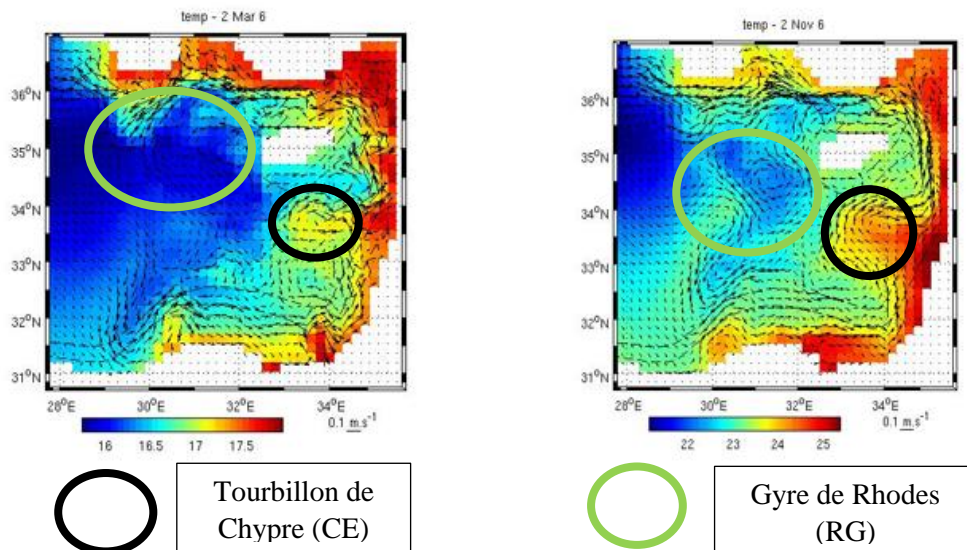 temp - 2 Mar 6
36°N
35°N
34°N
33°N
32°N
31°N
28°E 30°E 32°E 34°E
0.1 m.s⁻¹
16 16.5 17 17.5
temp - 2 Nov 6
36°N
35°N
34°N
33°N
32°N
31°N
28°E 30°E 32°E 34°E
0.1 m.s⁻¹
22 23 24 25
Tourbillon de
Chypre (CE)
Gyre de Rhodes
(RG)